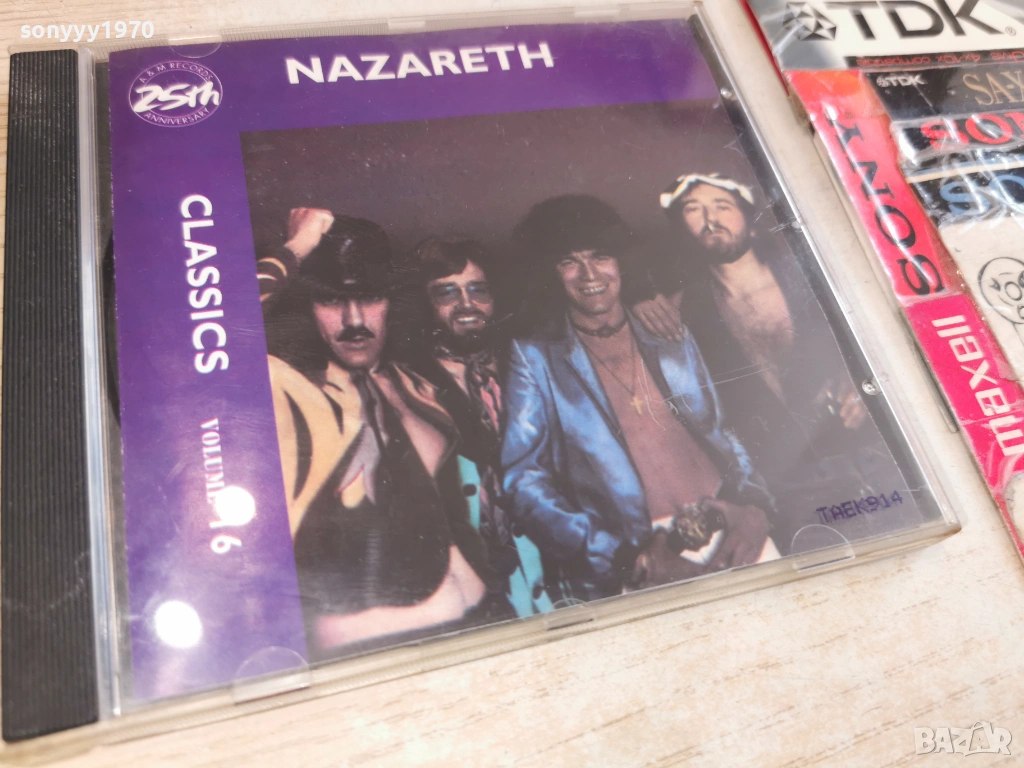 sonyyy1970
NAZARETH
A & M RECORDS
25th
ANNIVERSARY
CLASSICS VOLUME 16
TAEK914
TDK
TDK
SONY
maxell
BAZAR